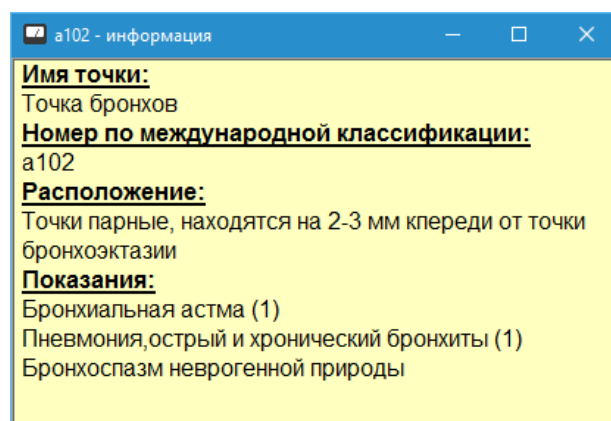 a102 - информация
Имя точки:
Точка бронхов
Номер по международной классификации:
a102
Расположение:
Точки парные, находятся на 2-3 мм кпереди от точки
бронхоэктазии
Показания:
Бронхиальная астма (1)
Пневмония,острый и хронический бронхиты (1)
Бронхоспазм неврогенной природы